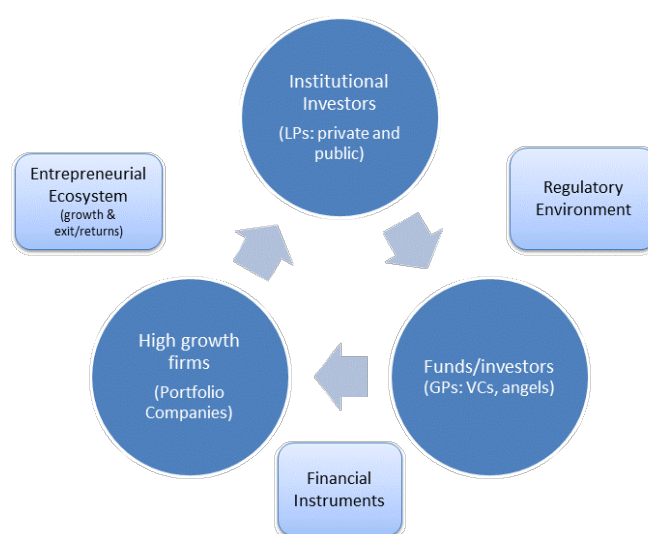 Institutional
Investors
(LPs: private and
public)
Entrepreneurial
Ecosystem
(growth &
exit/returns)
Regulatory
Environment
High growth
firms
(Portfolio
Companies)
Funds/investors
(GPs: VCs, angels)
Financial
Instruments